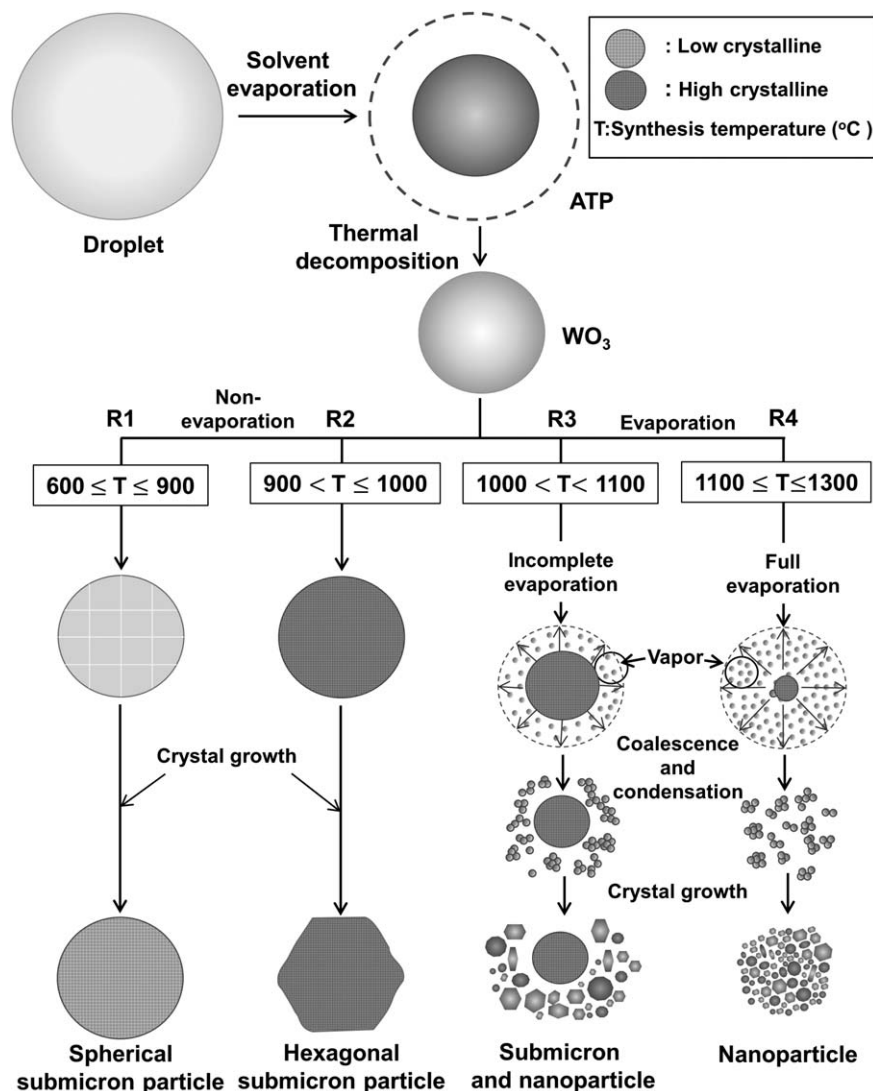 Solvent
evaporation
: Low crystalline
: High crystalline
T:Synthesis temperature (°C )
ATP
Droplet
Thermal
decomposition
WO₃
R1
Non-
evaporation
R2
R3
Evaporation
R4
600 ≤ T ≤ 900
900 < T ≤ 1000
1000 < T< 1100
1100 ≤ T ≤1300
Incomplete
evaporation
Full
evaporation
Vapor
Crystal growth
Coalescence
and
condensation
Crystal growth
Spherical
submicron particle
Hexagonal
submicron particle
Submicron
and nanoparticle
Nanoparticle